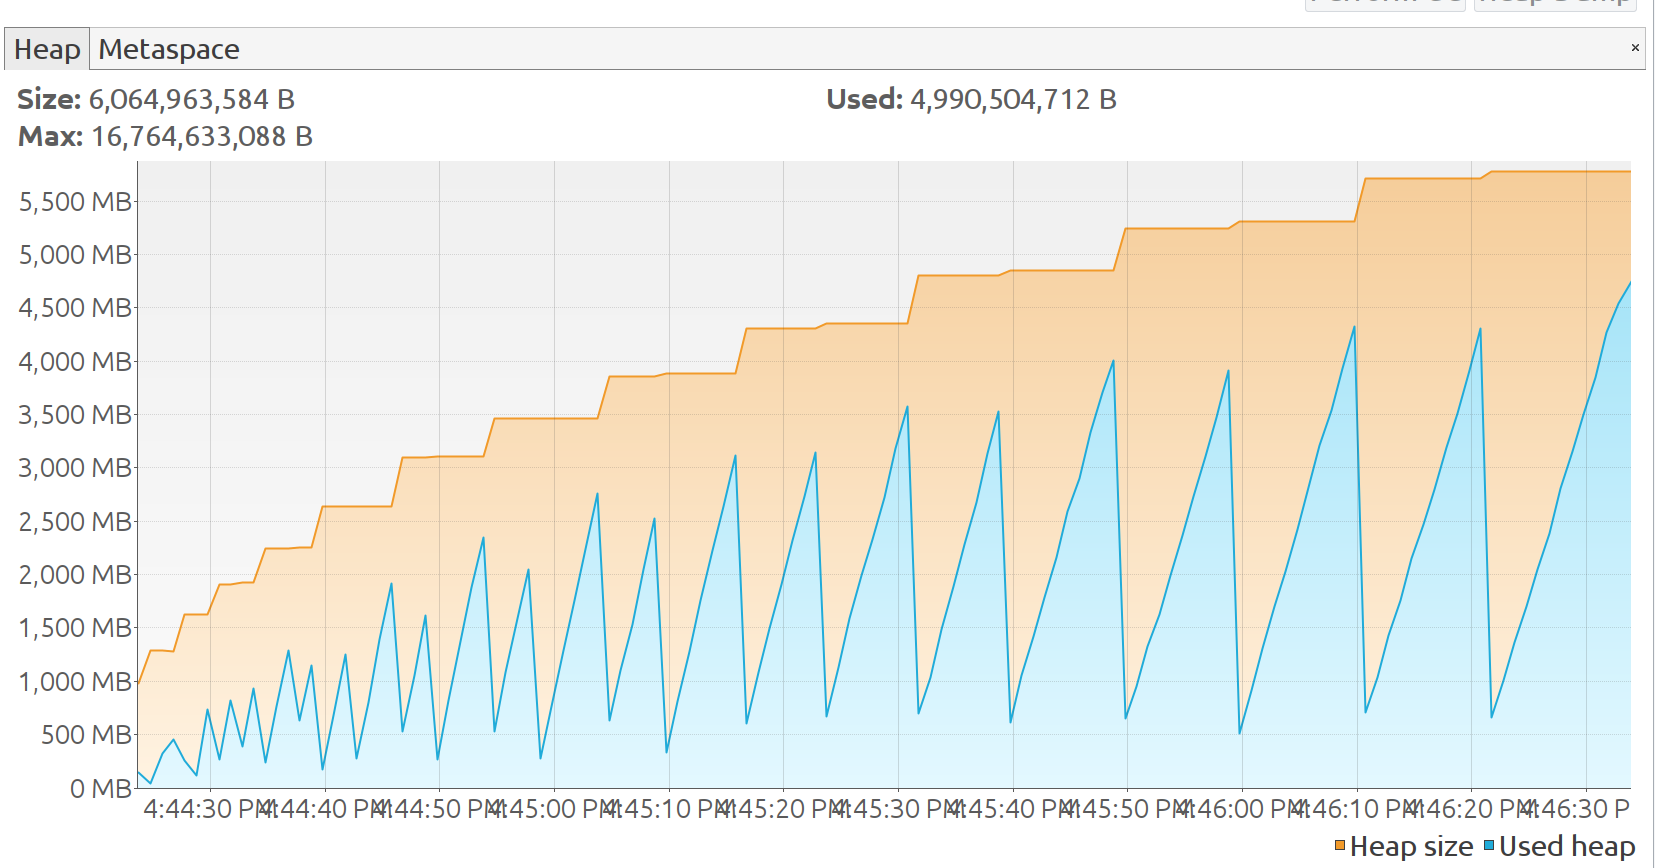 Heap Metaspace ×
Size: 6,064,963,584 B Used: 4,990,504,712 B
Max: 16,764,633,088 B
5,500 MB
5,000 MB
4,500 MB
4,000 MB
3,500 MB
3,000 MB
2,500 MB
2,000 MB
1,500 MB
1,000 MB
500 MB
0 MB
4:44:30 PM 4:44:40 PM 4:44:50 PM 4:45:00 PM 4:45:10 PM 4:45:20 PM 4:45:30 PM 4:45:40 PM 4:45:50 PM 4:46:00 PM 4:46:10 PM 4:46:20 PM 4:46:30 P
Heap size Used heap